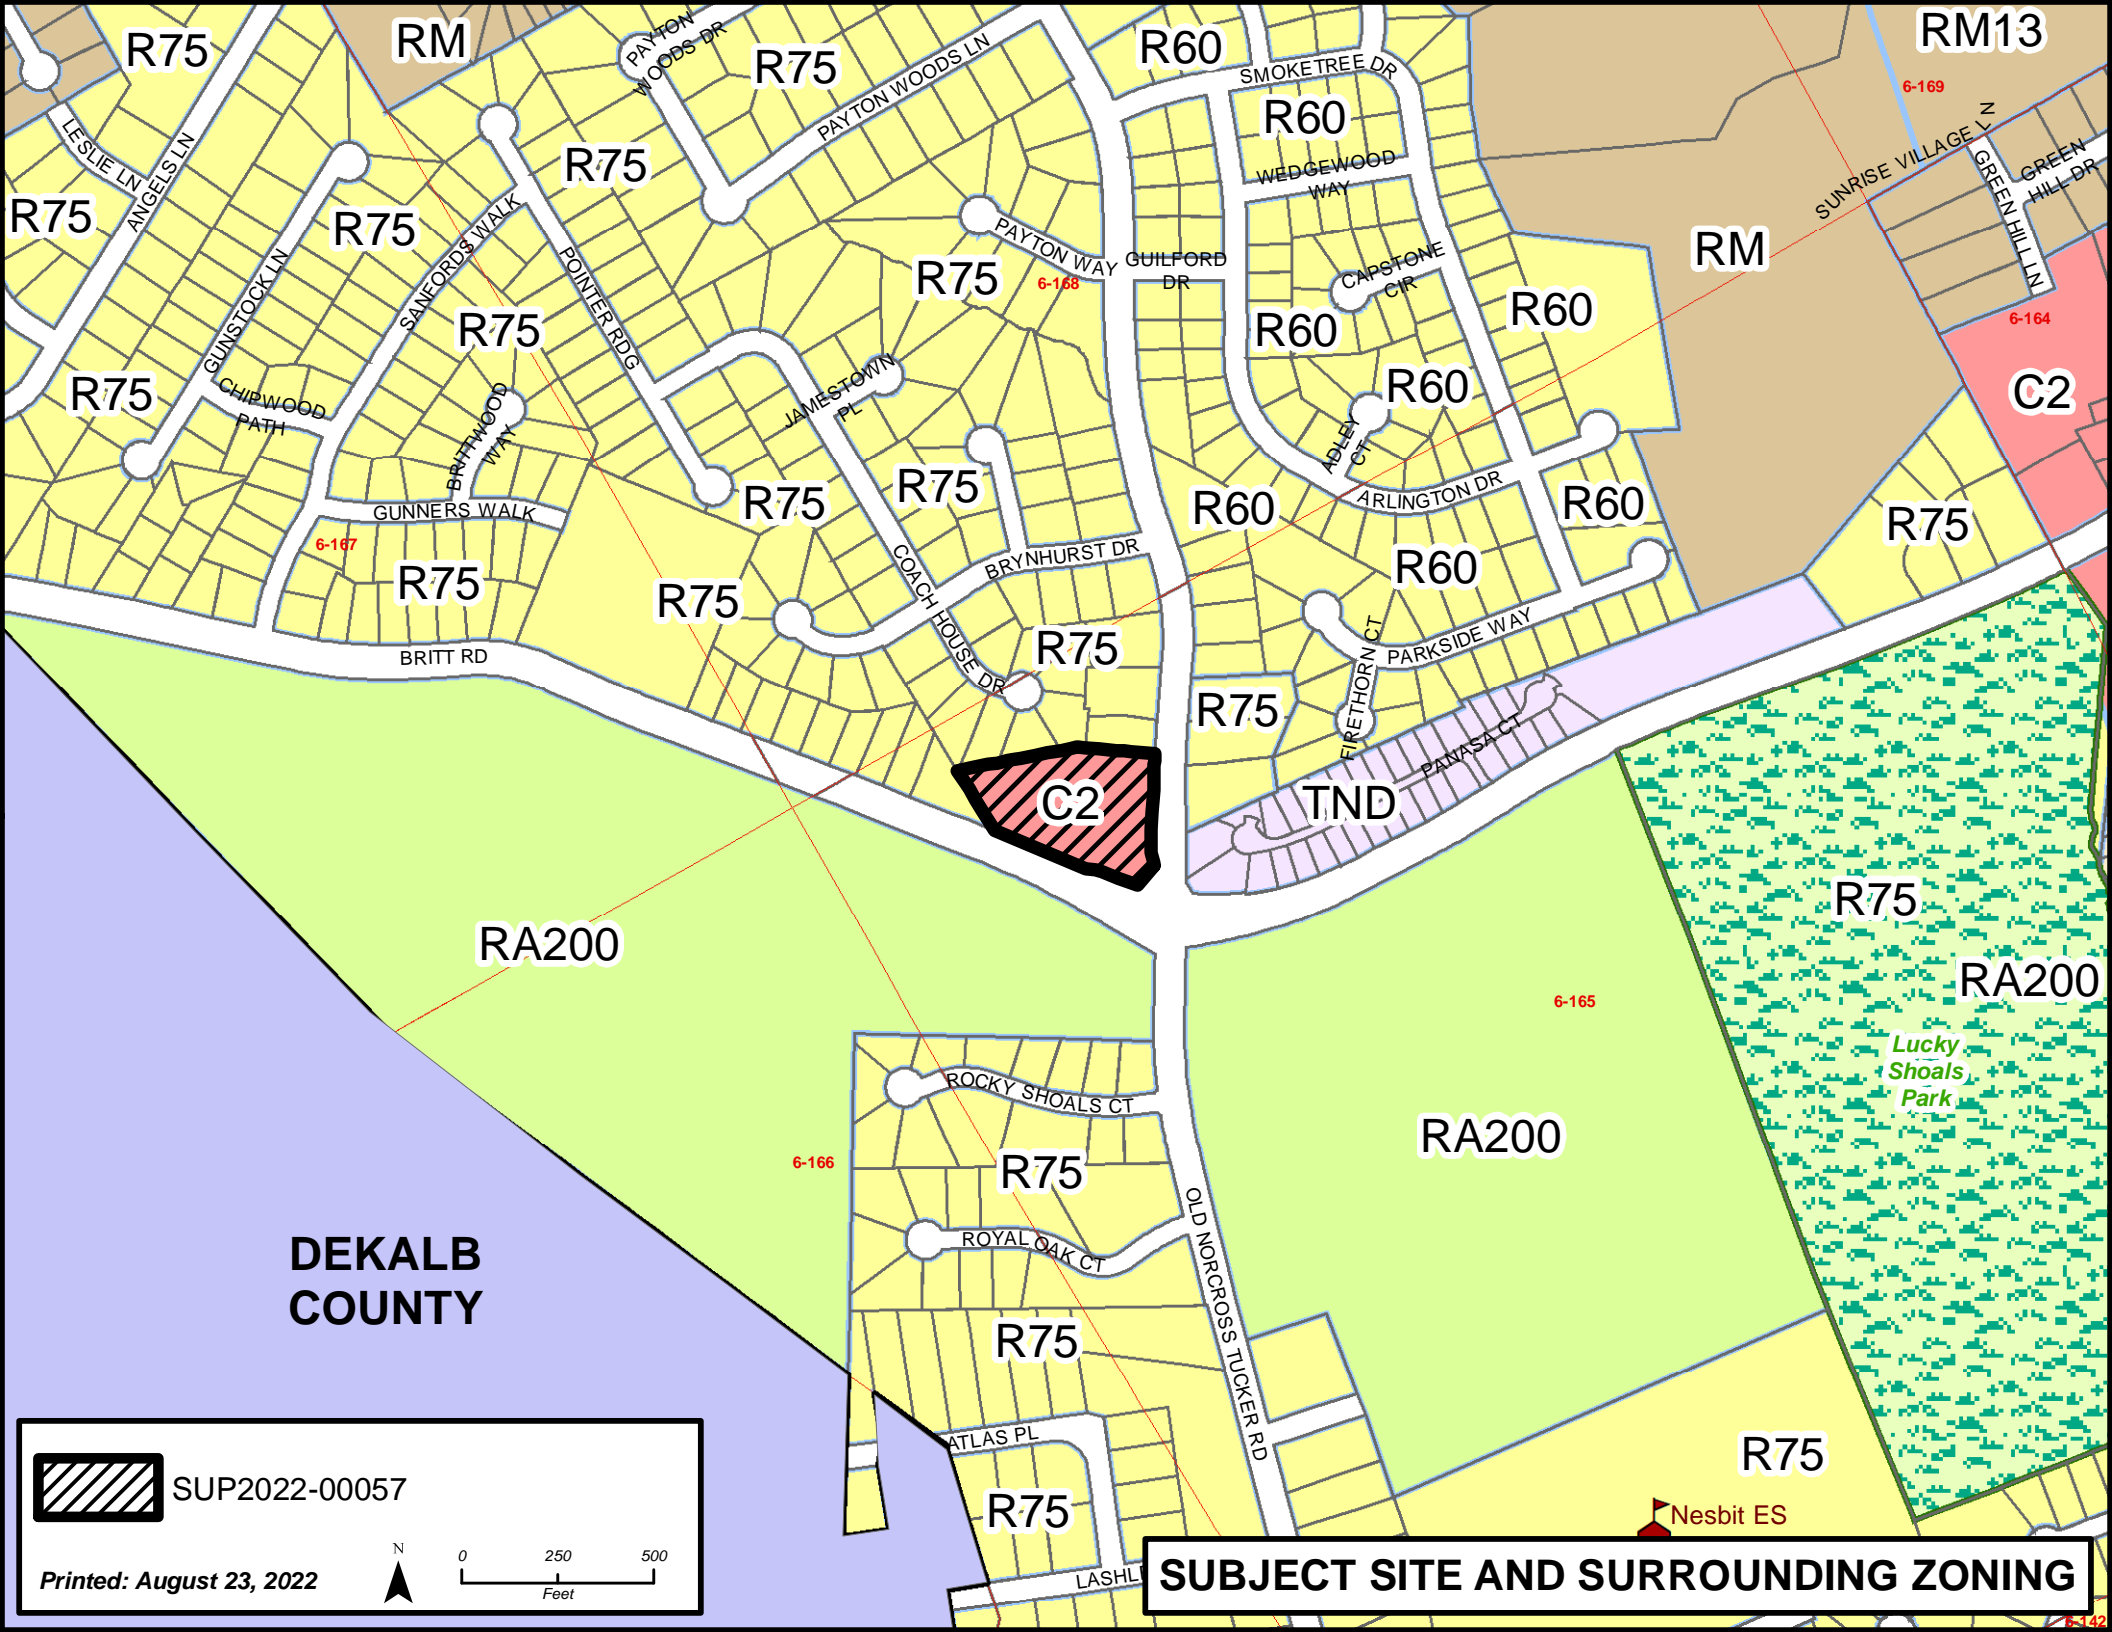 RM
R75
PAYTON
WOODS DR
R75
PAYTON WOODS LN
R60
SMOKETREE DR
RM13
6-169
LESLIE LN
ANGELS LN
R75
R60
WEDGEWOOD
WAY
SUNRISE VILLAGE LN
GREEN HILL LN
GREEN
HILL DR
R75
R75
SANFORDS WALK
GUNSTOCK LN
POINTER RDG
PAYTON WAY
GUILFORD
DR
6-168
R75
CAPSTONE
CIR
RM
R60
R60
6-164
R75
R75
CHIPWOOD
PATH
BRITTWOOD
WAY
JAMESTOWN
PL
ADLEY
CT
R60
C2
R75
R75
R60
ARLINGTON DR
R60
R75
GUNNERS WALK
6-167
R75
COACH HOUSE DR
BRYNHURST DR
R60
R75
R75
FIRETHORN CT
PARKSIDE WAY
BRITT RD
R75
PANASA CT
C2
TND
R75
RA200
RA200
6-165
Lucky
Shoals
Park
ROCKY SHOALS CT
RA200
6-166
R75
OLD NORCROSS TUCKER RD
ROYAL OAK CT
DEKALB
COUNTY
R75
ATLAS PL
R75
R75
Nesbit ES
SUP2022-00057
N
0 250 500
Feet
Printed: August 23, 2022
SUBJECT SITE AND SURROUNDING ZONING
6-142